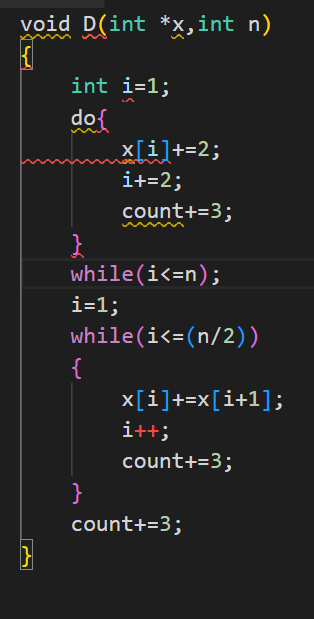 void D(int *x,int n)
{
    int i=1;
    do{
        x[i]+=2;
        i+=2;
        count+=3;
    }
    while(i<=n);
    i=1;
    while(i<=(n/2))
    {
        x[i]+=x[i+1];
        i++;
        count+=3;
    }
    count+=3;
}